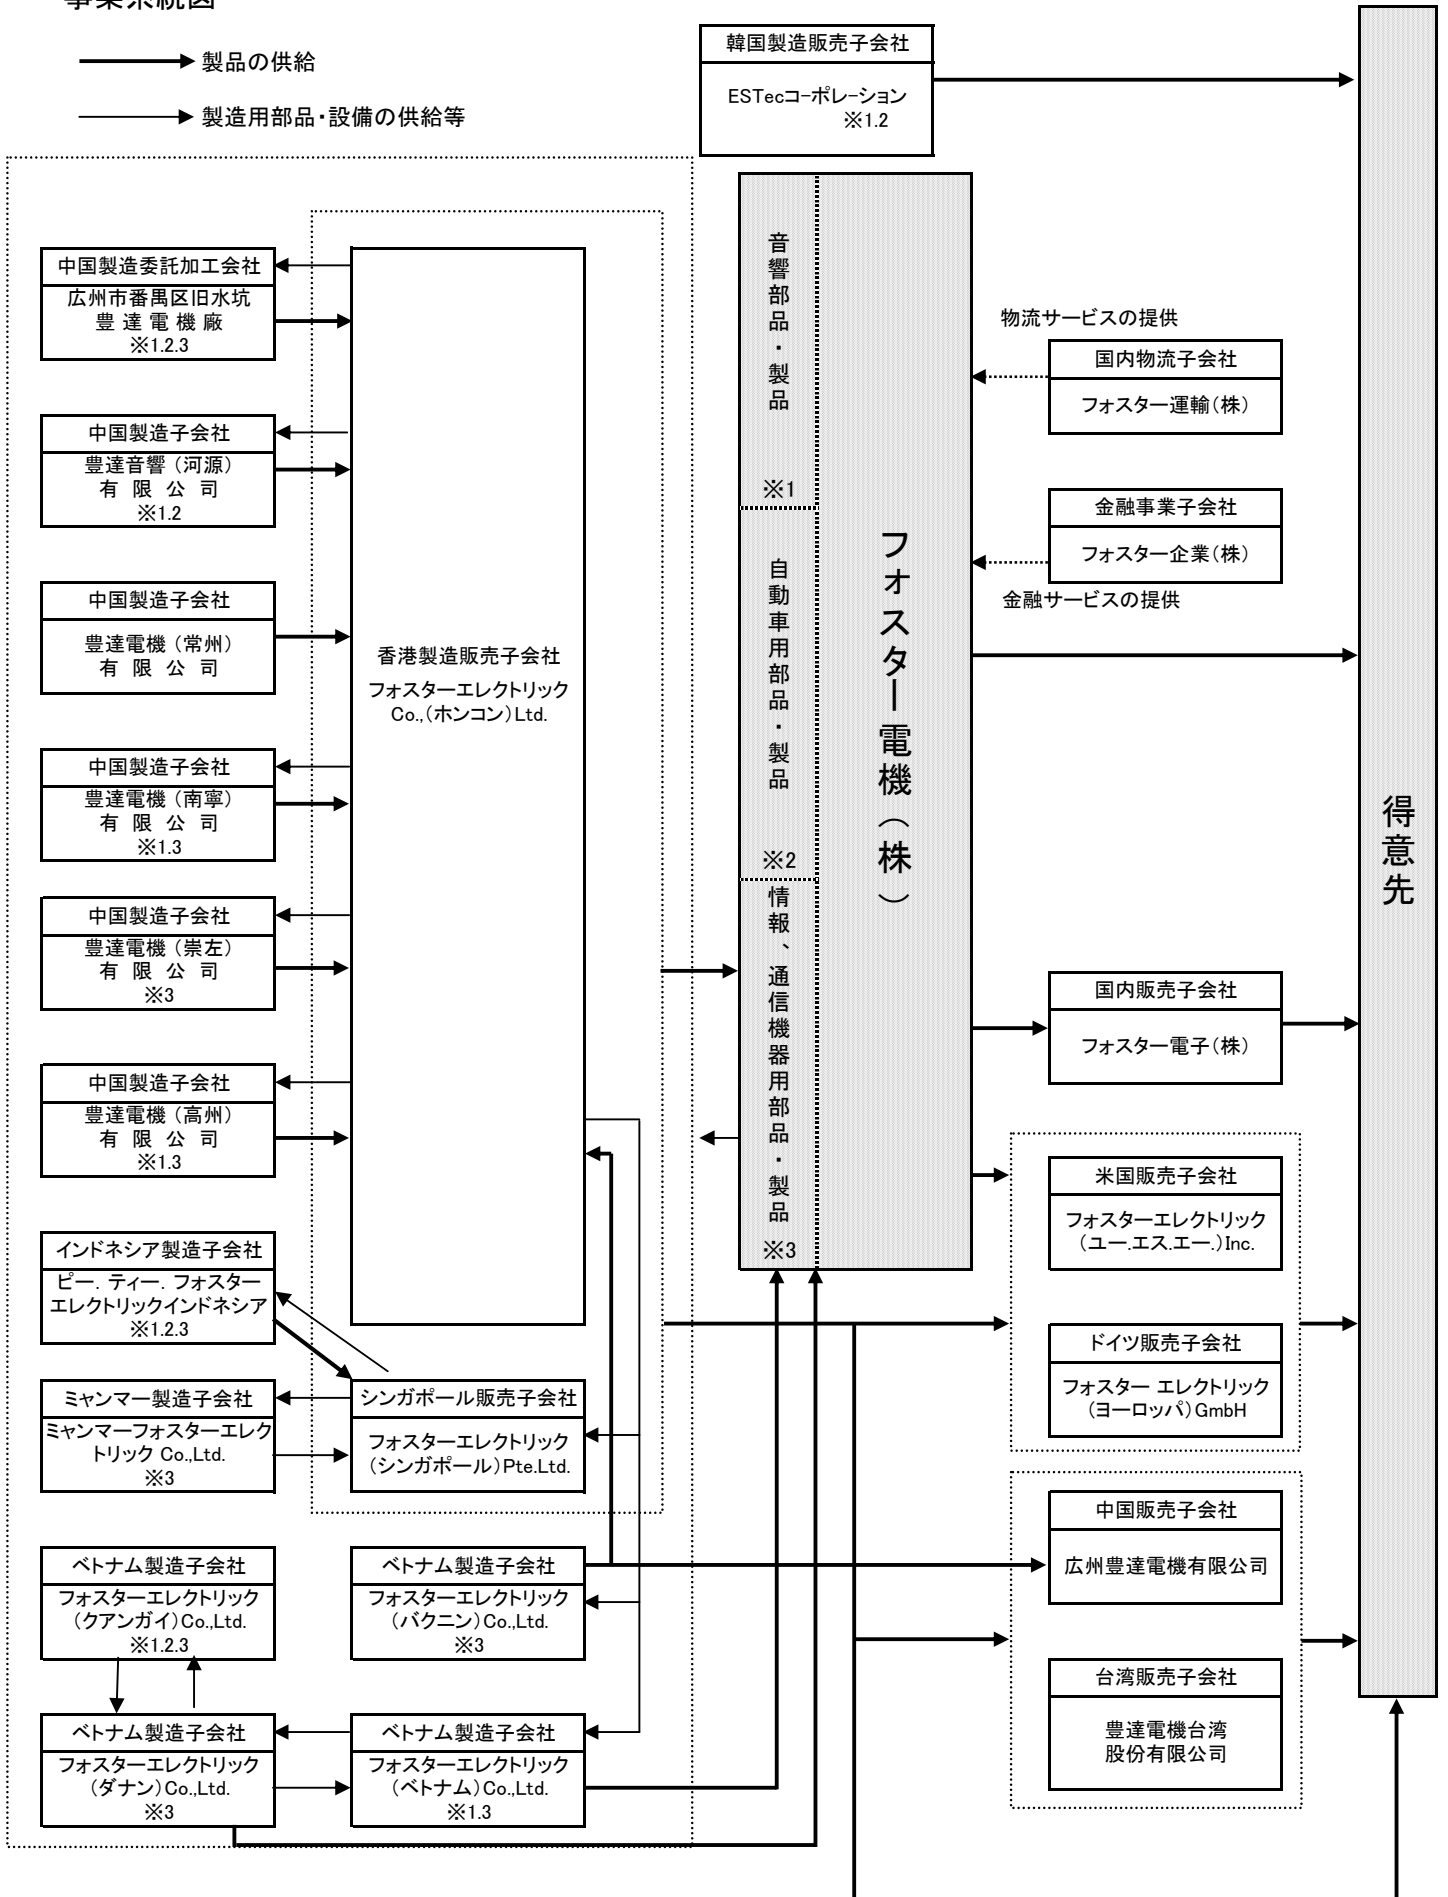 事業系統図
製品の供給
製造用部品・設備の供給等
韓国製造販売子会社
ESTecコーポレーション
※1.2
中国製造委託加工会社
広州市番禺区旧水坑
豊達電機廠
※1.2.3
中国製造子会社
豊達音響(河源)
有限公司
※1.2
中国製造子会社
豊達電機(常州)
有限公司
中国製造子会社
豊達電機(南寧)
有限公司
※1.3
中国製造子会社
豊達電機(崇左)
有限公司
※3
中国製造子会社
豊達電機(高州)
有限公司
※1.3
インドネシア製造子会社
ピー. ティー. フォスター
エレクトリックインドネシア
※1.2.3
ミャンマー製造子会社
ミャンマーフォスターエレク
トリック Co.,Ltd.
※3
ベトナム製造子会社
フォスターエレクトリック
(クアンガイ)Co.,Ltd.
※1.2.3
ベトナム製造子会社
フォスターエレクトリック
(ダナン)Co.,Ltd.
※3
香港製造販売子会社
フォスターエレクトリック
Co.,(ホンコン)Ltd.
シンガポール販売子会社
フォスターエレクトリック
(シンガポール)Pte.Ltd.
ベトナム製造子会社
フォスターエレクトリック
(バクニン)Co.,Ltd.
※3
ベトナム製造子会社
フォスターエレクトリック
(ベトナム)Co.,Ltd.
※1.3
音響部品・製品
※1
自動車用部品・製品
※2
情報、通信機器用部品・製品
※3
フォスター電機(株)
物流サービスの提供
国内物流子会社
フォスター運輸(株)
金融事業子会社
フォスター企業(株)
金融サービスの提供
国内販売子会社
フォスター電子(株)
米国販売子会社
フォスターエレクトリック
(ユー.エス.エー.)Inc.
ドイツ販売子会社
フォスター エレクトリック
(ヨーロッパ)GmbH
中国販売子会社
広州豊達電機有限公司
台湾販売子会社
豊達電機台湾
股份有限公司
得意先